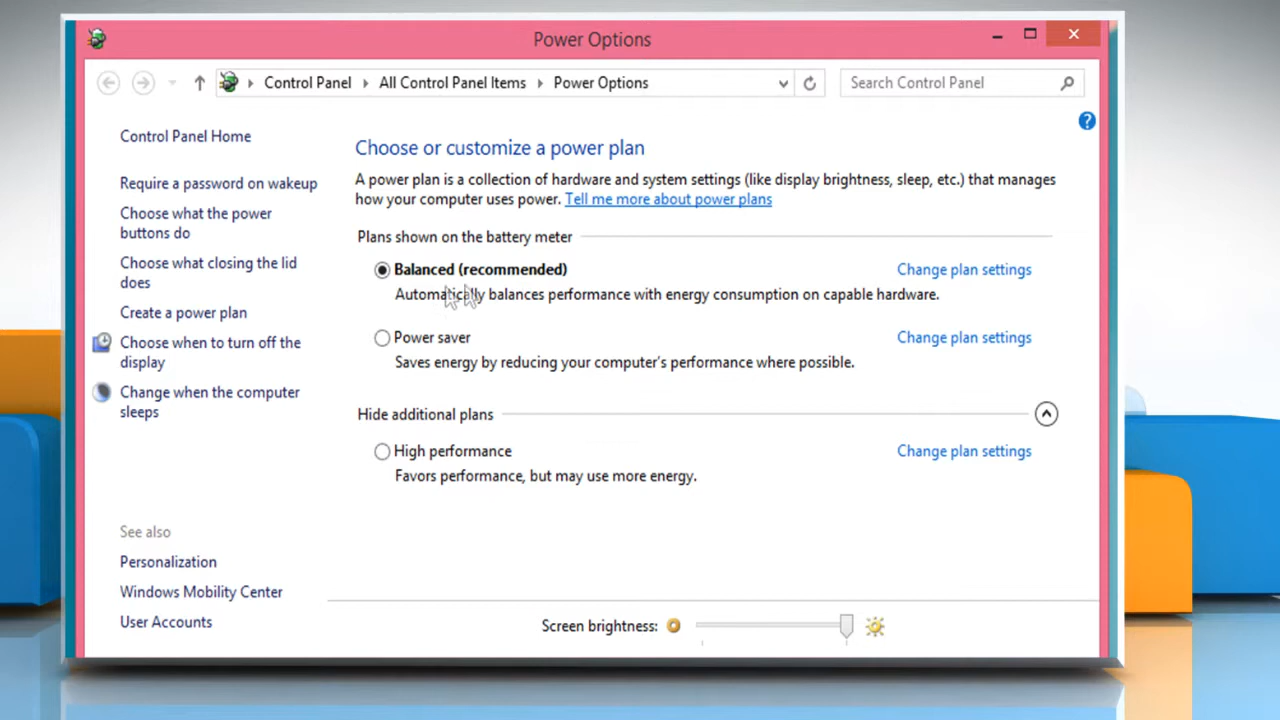 Power Options
Control Panel
All Control Panel Items
Power Options
Search Control Panel
Control Panel Home
Require a password on wakeup
Choose what the power
buttons do
Choose what closing the lid
does
Create a power plan
Choose when to turn off the
display
Change when the computer
sleeps
See also
Personalization
Windows Mobility Center
User Accounts
?
Choose or customize a power plan
A power plan is a collection of hardware and system settings (like display brightness, sleep, etc.) that manages
how your computer uses power. Tell me more about power plans
Plans shown on the battery meter
Balanced (recommended)
Change plan settings
Automatically balances performance with energy consumption on capable hardware.
Power saver
Change plan settings
Saves energy by reducing your computer's performance where possible.
Hide additional plans
High performance
Change plan settings
Favors performance, but may use more energy.
Screen brightness: